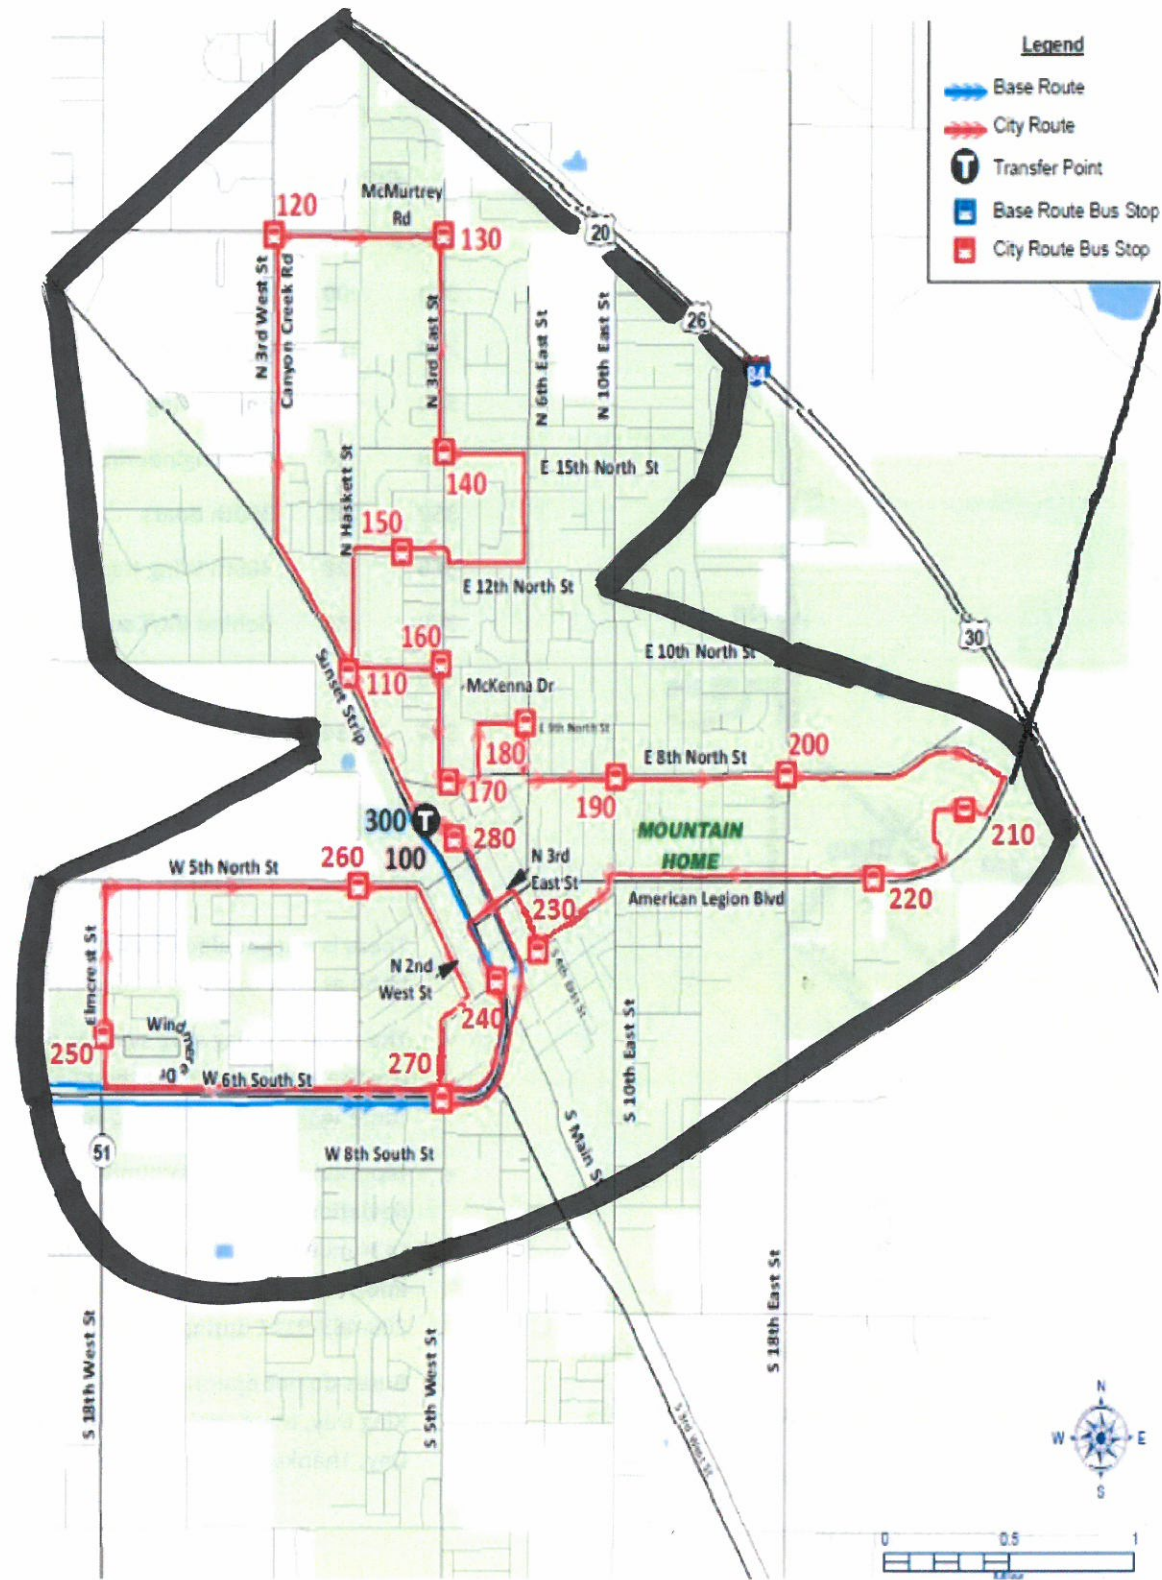 Legend
Base Route
City Route
T
Transfer Point
Base Route Bus Stop
City Route Bus Stop
120
McMurtrey
Rd
130
20
26
84
30
N 3rd West St
Canyon Creek Rd
N 3rd East St
N 6th East St
N 10th East St
N Haskett St
140
E 15th North St
150
E 12th North St
160
E 10th North St
110
McKenna Dr
Sunset Strip
E 9th North St
180
E 8th North St
200
170
190
210
300
T
100
280
MOUNTAIN
HOME
N 3rd
East St
260
W 5th North St
230
American Legion Blvd
220
Elmcrest St
N 2nd
West St
S 10th East St
240
250
Windmere Dr
270
W 6th South St
51
W 8th South St
S Main St
S 18th West St
S 5th West St
S 18th East St
S 3rd West St
N
W
E
S
0
0.5
1
Miles